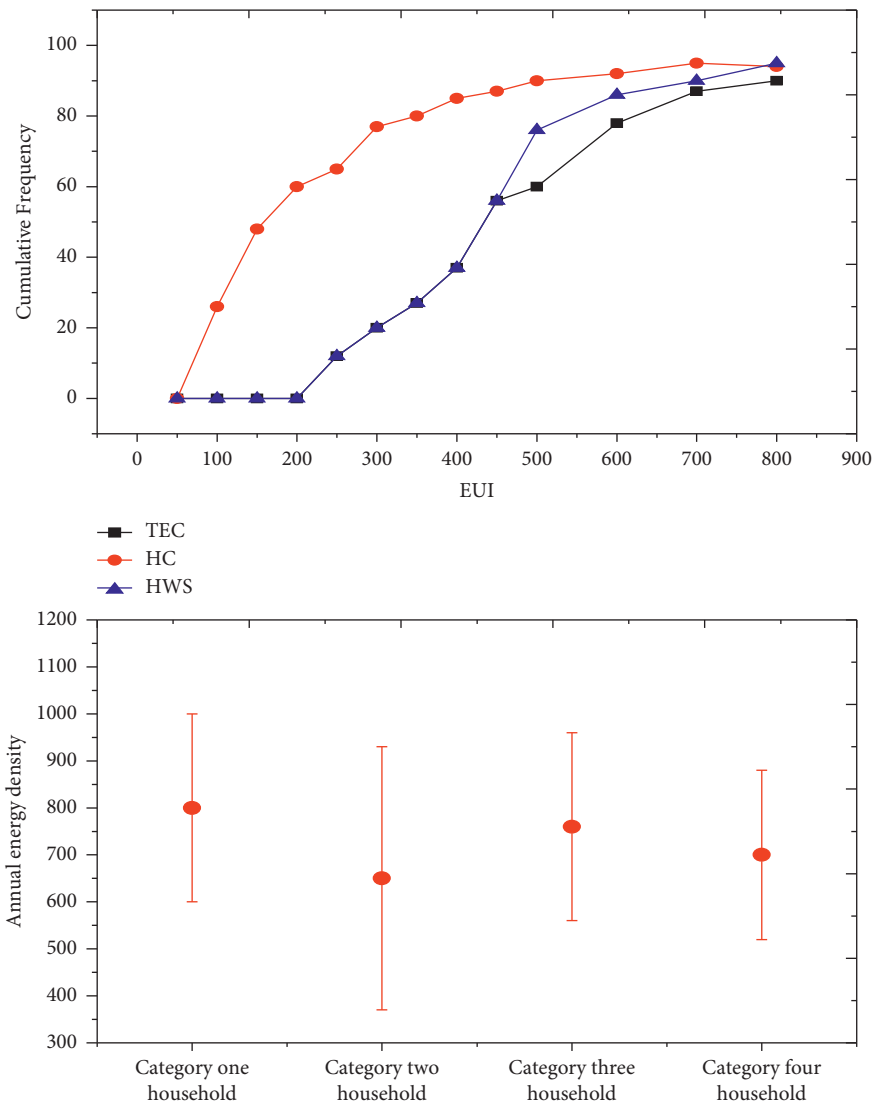 100
80
60
40
20
0
Cumulative Frequency
0 100 200 300 400 500 600 700 800 900
EUI
TEC
HC
HWS
1200
1100
1000
900
800
700
600
500
400
300
Annual energy density
Category one
household
Category two
household
Category three
household
Category four
household